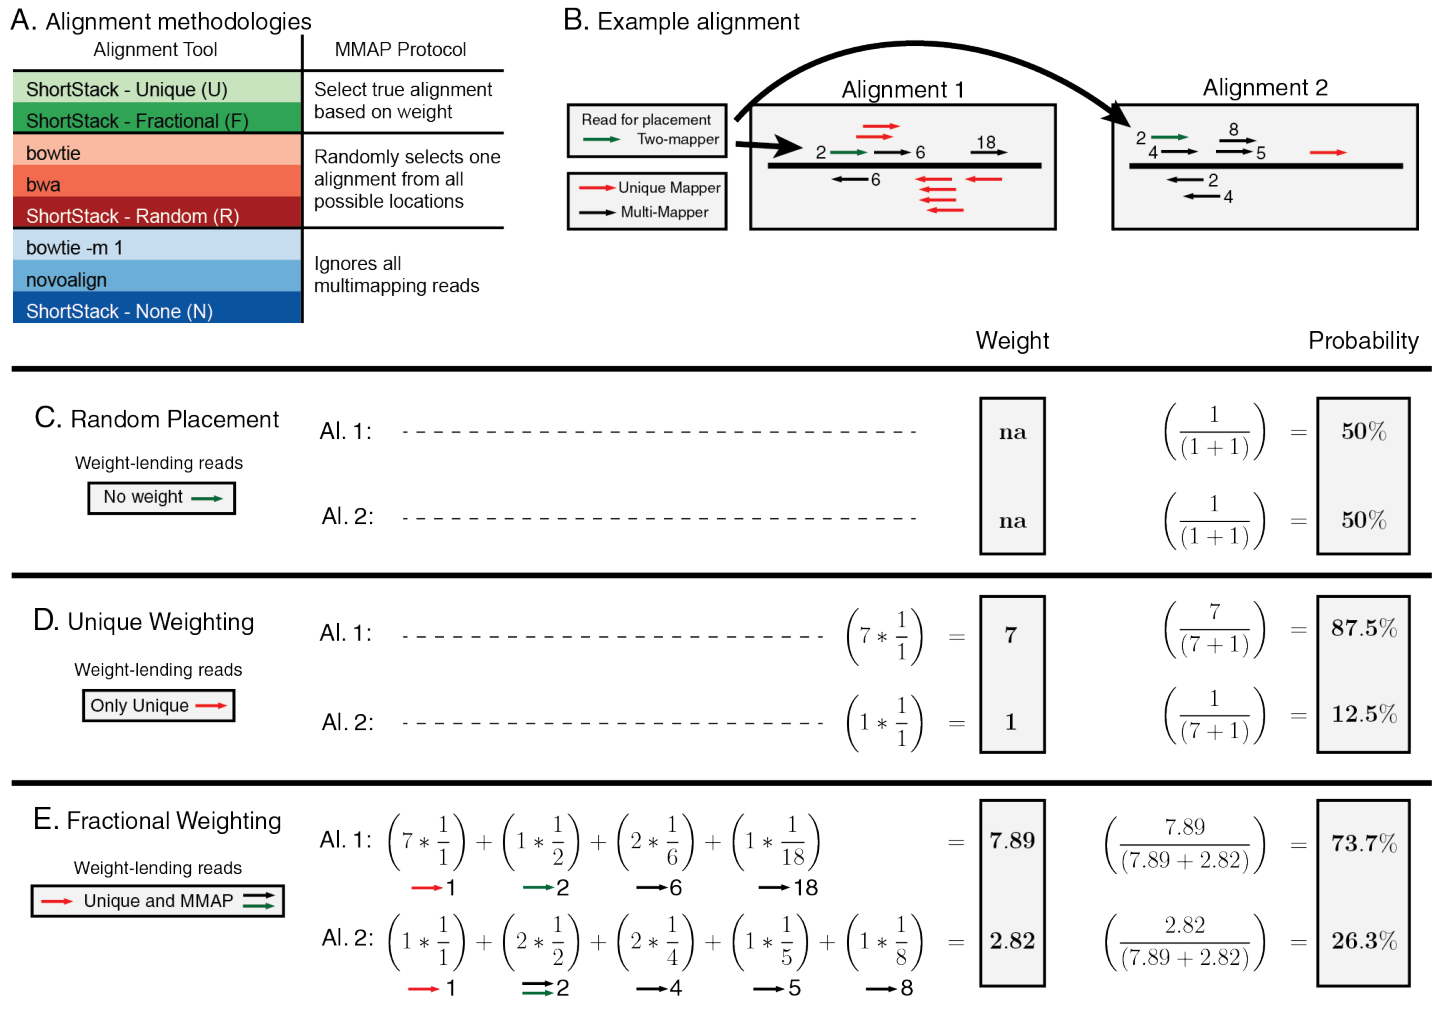 A. Alignment methodologies
Alignment Tool
MMAP Protocol
ShortStack - Unique (U)
ShortStack - Fractional (F)
Select true alignment
based on weight
bowtie
bwa
ShortStack - Random (R)
Randomly selects one
alignment from all
possible locations
bowtie -m 1
novoalign
ShortStack - None (N)
Ignores all
multimapping reads
B. Example alignment
Read for placement
Two-mapper
Unique Mapper
Multi-Mapper
Alignment 1
2
6
18
6
Alignment 2
2
8
4
5
2
4
Weight
Probability
C. Random Placement
Weight-lending reads
No weight
Al. 1:
na
(1/(1 + 1)) = 50%
Al. 2:
na
(1/(1 + 1)) = 50%
D. Unique Weighting
Weight-lending reads
Only Unique
Al. 1:
(7 * 1/1) = 7
(7/(7 + 1)) = 87.5%
Al. 2:
(1 * 1/1) = 1
(1/(7 + 1)) = 12.5%
E. Fractional Weighting
Weight-lending reads
Unique and MMAP
Al. 1: (7 * 1/1) + (1 * 1/2) + (2 * 1/6) + (1 * 1/18) = 7.89
(7.89/(7.89 + 2.82)) = 73.7%
1 2 6 18
Al. 2: (1 * 1/1) + (2 * 1/2) + (2 * 1/4) + (1 * 1/5) + (1 * 1/8) = 2.82
(2.82/(7.89 + 2.82)) = 26.3%
1 2 4 5 8